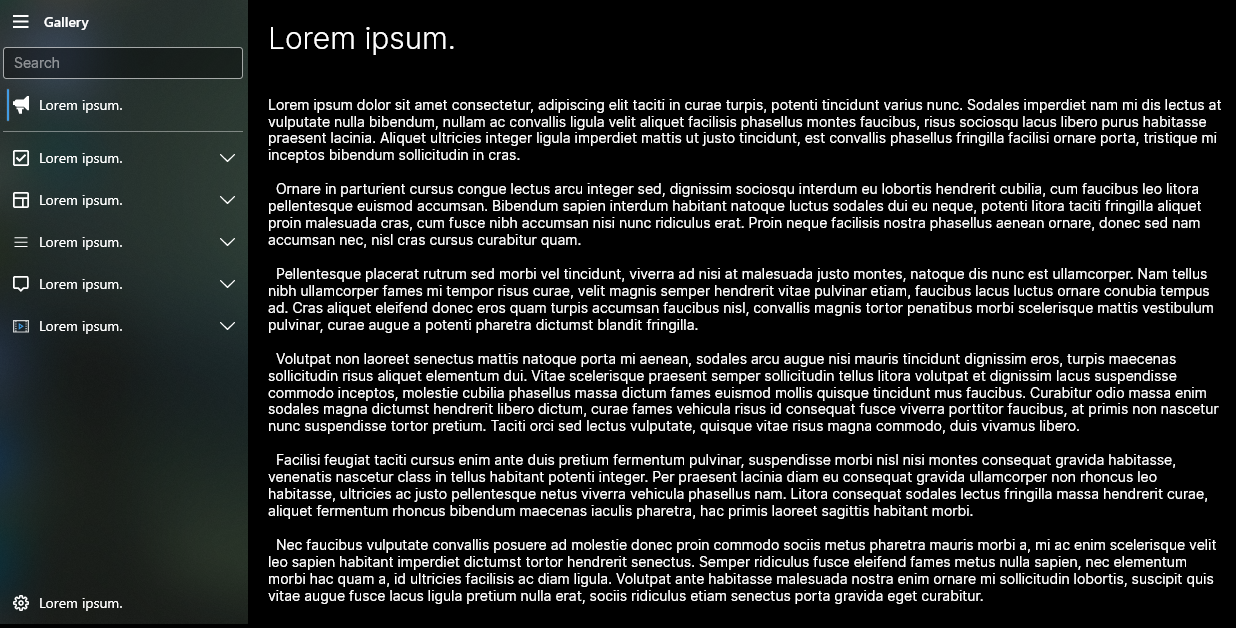 Gallery
Search
Lorem ipsum.
Lorem ipsum.
Lorem ipsum.
Lorem ipsum.
Lorem ipsum.
Lorem ipsum.
Lorem ipsum.
Lorem ipsum.
Lorem ipsum dolor sit amet consectetur, adipiscing elit taciti in curae turpis, potenti tincidunt varius nunc. Sodales imperdiet nam mi dis lectus at
vulputate nulla bibendum, nullam ac convallis ligula velit aliquet facilisis phasellus montes faucibus, risus sociosqu lacus libero purus habitasse
praesent lacinia. Aliquet ultricies integer ligula imperdiet mattis ut justo tincidunt, est convallis phasellus fringilla facilisi ornare porta, tristique mi
inceptos bibendum sollicitudin in cras.
Ornare in parturient cursus congue lectus arcu integer sed, dignissim sociosqu interdum eu lobortis hendrerit cubilia, cum faucibus leo litora
pellentesque euismod accumsan. Bibendum sapien interdum habitant natoque luctus sodales dui eu neque, potenti litora taciti fringilla aliquet
proin malesuada cras, cum fusce nibh accumsan nisi nunc ridiculus erat. Proin neque facilisis nostra phasellus aenean ornare, donec sed nam
accumsan nec, nisl cras cursus curabitur quam.
Pellentesque placerat rutrum sed morbi vel tincidunt, viverra ad nisi at malesuada justo montes, natoque dis nunc est ullamcorper. Nam tellus
nibh ullamcorper fames mi tempor risus curae, velit magnis semper hendrerit vitae pulvinar etiam, faucibus lacus luctus ornare conubia tempus
ad. Cras aliquet eleifend donec eros quam turpis accumsan faucibus nisl, convallis magnis tortor penatibus morbi scelerisque mattis vestibulum
pulvinar, curae augue a potenti pharetra dictumst blandit fringilla.
Volutpat non laoreet senectus mattis natoque porta mi aenean, sodales arcu augue nisi mauris tincidunt dignissim eros, turpis maecenas
sollicitudin risus aliquet elementum dui. Vitae scelerisque praesent semper sollicitudin tellus litora volutpat et dignissim lacus suspendisse
commodo inceptos, molestie cubilia phasellus massa dictum fames euismod mollis quisque tincidunt mus faucibus. Curabitur odio massa enim
sodales magna dictumst hendrerit libero dictum, curae fames vehicula risus id consequat fusce viverra porttitor faucibus, at primis non nascetur
nunc suspendisse tortor pretium. Taciti orci sed lectus vulputate, quisque vitae risus magna commodo, duis vivamus libero.
Facilisi feugiat taciti cursus enim ante duis pretium fermentum pulvinar, suspendisse morbi nisl nisi montes consequat gravida habitasse,
venenatis nascetur class in tellus habitant potenti integer. Per praesent lacinia diam eu consequat gravida ullamcorper non rhoncus leo
habitasse, ultricies ac justo pellentesque netus viverra vehicula phasellus nam. Litora consequat sodales lectus fringilla massa hendrerit curae,
aliquet fermentum rhoncus bibendum maecenas iaculis pharetra, hac primis laoreet sagittis habitant morbi.
Nec faucibus vulputate convallis posuere ad molestie donec proin commodo sociis metus pharetra mauris morbi a, mi ac enim scelerisque velit
leo sapien habitant imperdiet dictumst tortor hendrerit senectus. Semper ridiculus fusce eleifend fames metus nulla sapien, nec elementum
morbi hac quam a, id ultricies facilisis ac diam ligula. Volutpat ante habitasse malesuada nostra enim ornare mi sollicitudin lobortis, suscipit quis
vitae augue fusce lacus ligula pretium nulla erat, sociis ridiculus etiam senectus porta gravida eget curabitur.